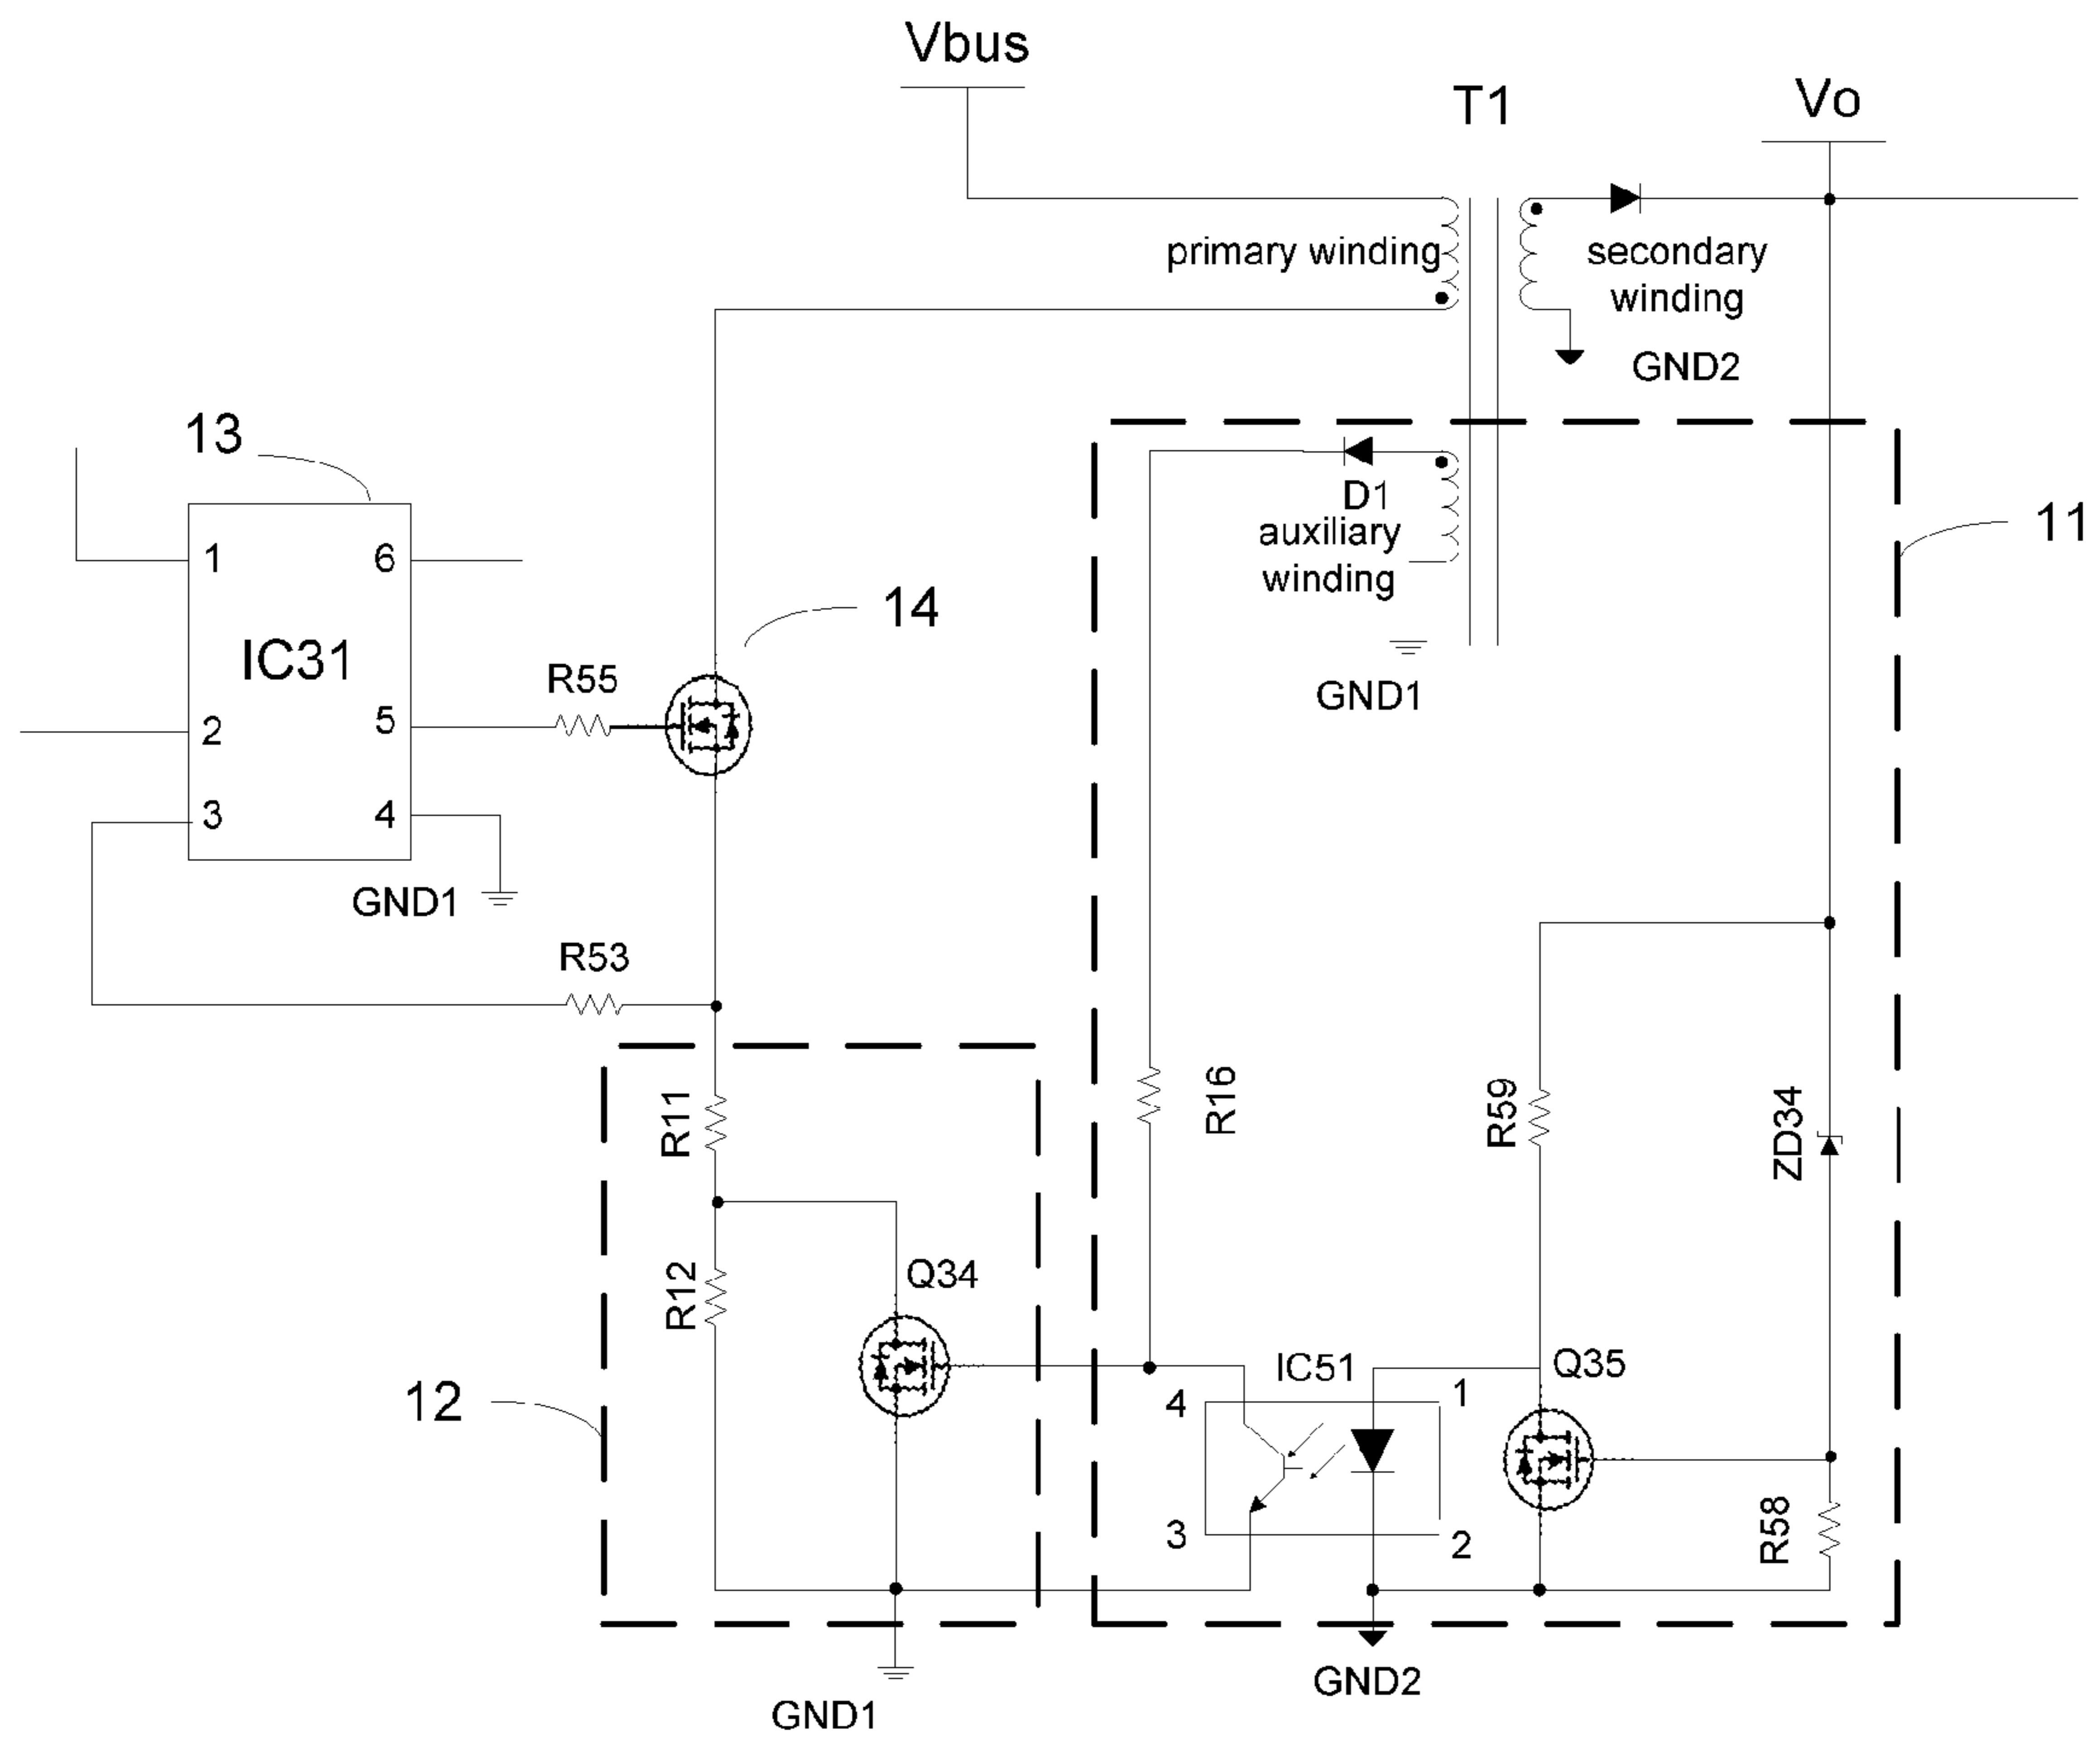 Vbus
T1
Vo
primary winding
secondary
winding
GND2
13
D1
auxiliary
winding
11
1
6
14
IC31
R55
GND1
2
5
3
4
GND1
R53
R11
R16
R59
ZD34
R12
Q34
12
IC51
Q35
4
1
3
2
R58
GND2
GND1